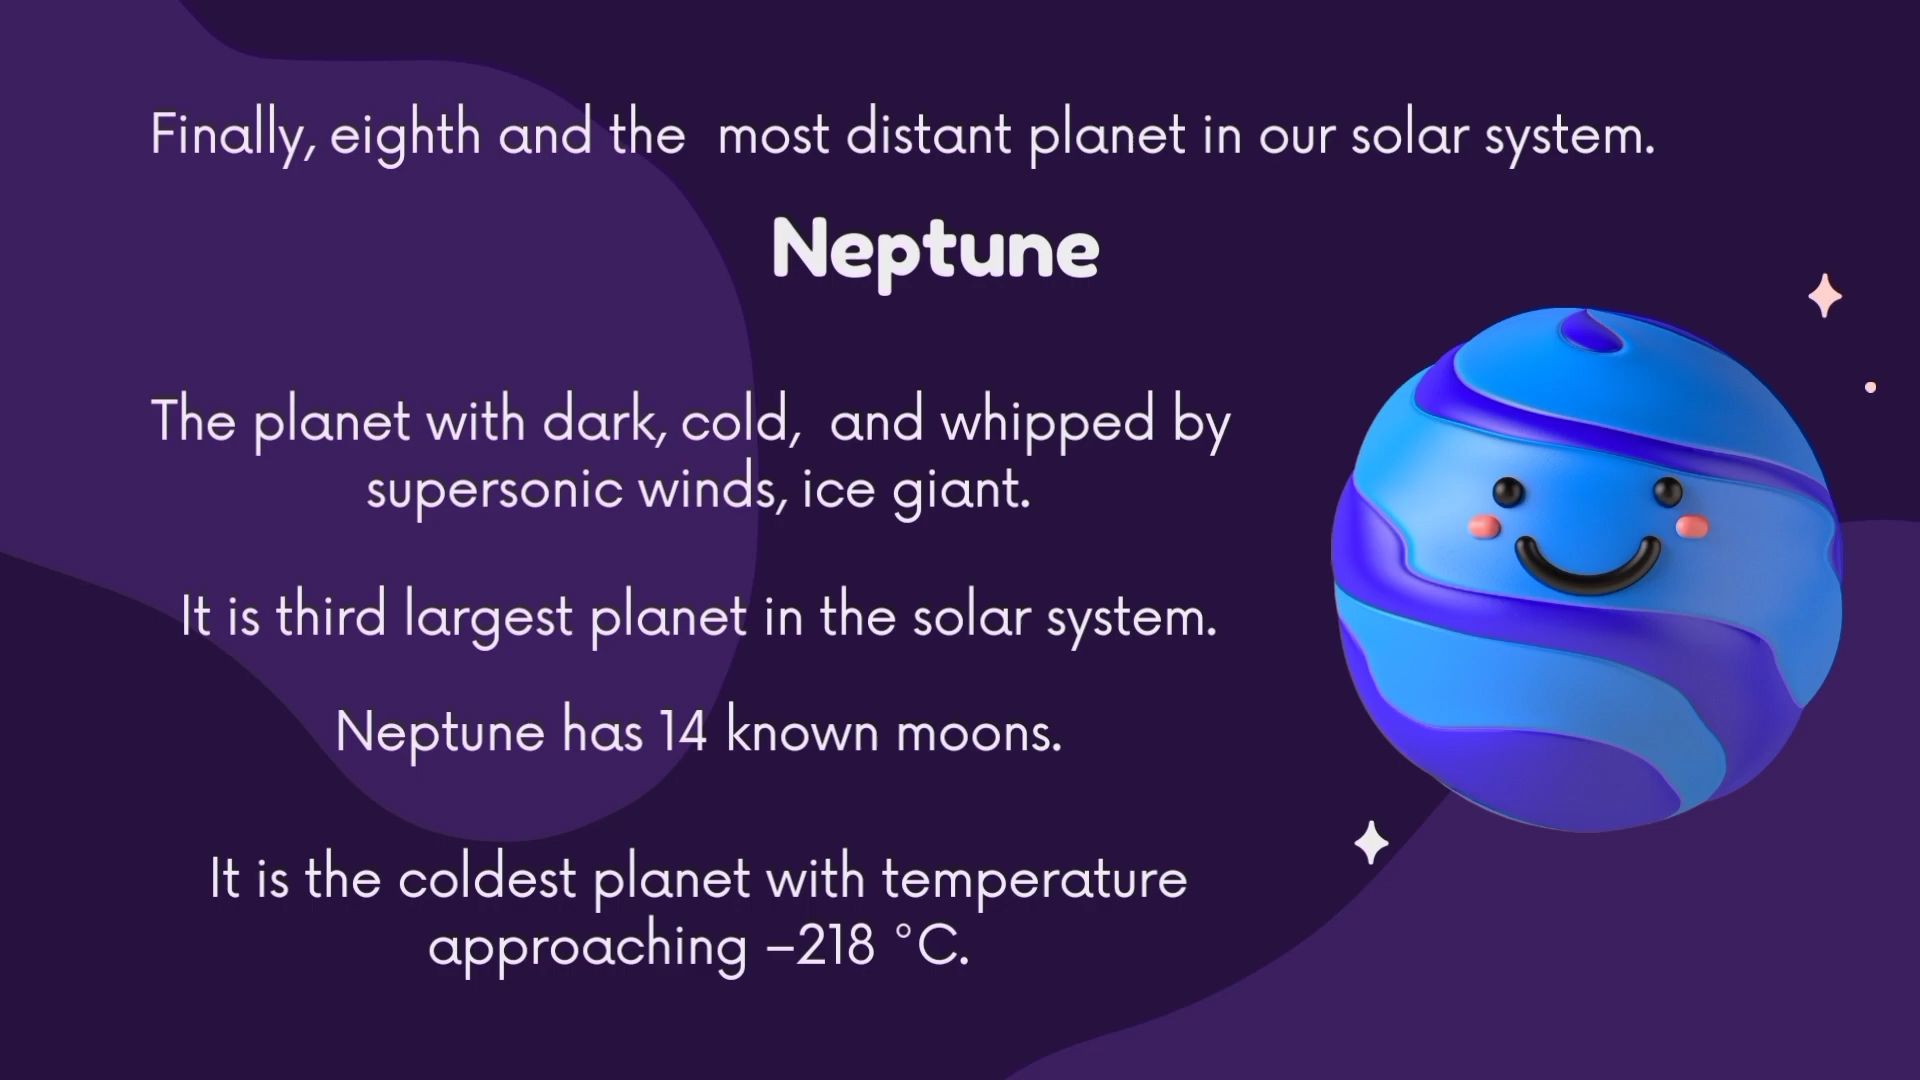 Finally, eighth and the  most distant planet in our solar system.
Neptune
The planet with dark, cold,  and whipped by
supersonic winds, ice giant.
It is third largest planet in the solar system.
Neptune has 14 known moons.
It is the coldest planet with temperature
approaching –218 °C.